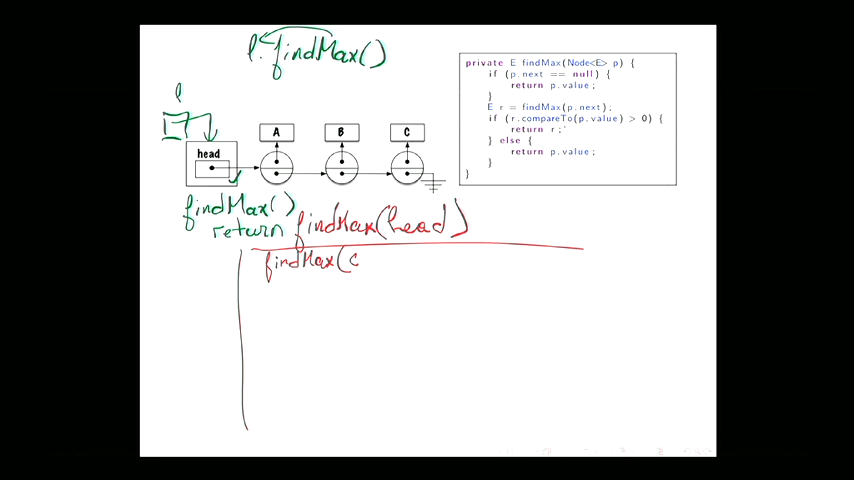 l.findMax()
private E findMax(Node<E> p) {
if (p.next == null) {
return p.value;
}
E r = findMax(p.next);
if (r.compareTo(p.value) > 0) {
return r;
} else {
return p.value;
}
}
l
A B C
head
findMax()
return findMax(head)
findMax(